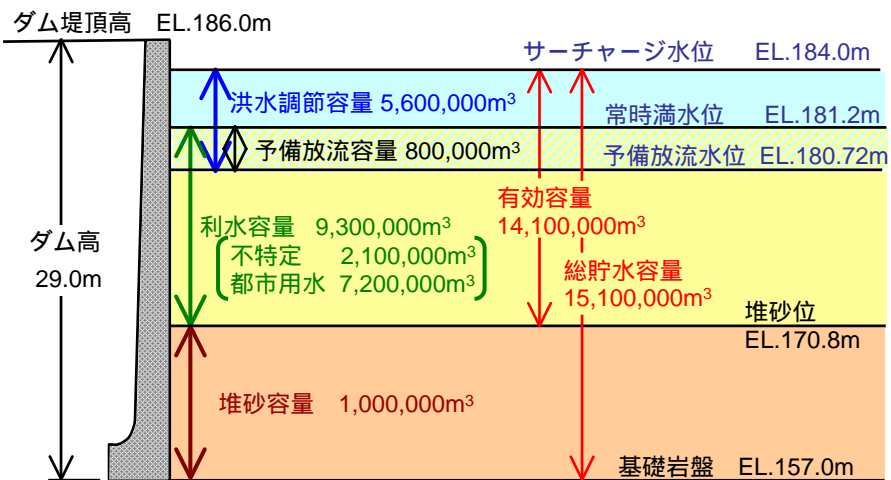 ダム堤頂高 EL.186.0m
サーチャージ水位 EL.184.0m
洪水調節容量 5,600,000m³
常時満水位 EL.181.2m
予備放流容量 800,000m³
予備放流水位 EL.180.72m
有効容量
14,100,000m³
利水容量 9,300,000m³
不特定 2,100,000m³
都市用水 7,200,000m³
ダム高
29.0m
総貯水容量
15,100,000m³
堆砂位
EL.170.8m
堆砂容量 1,000,000m³
基礎岩盤 EL.157.0m